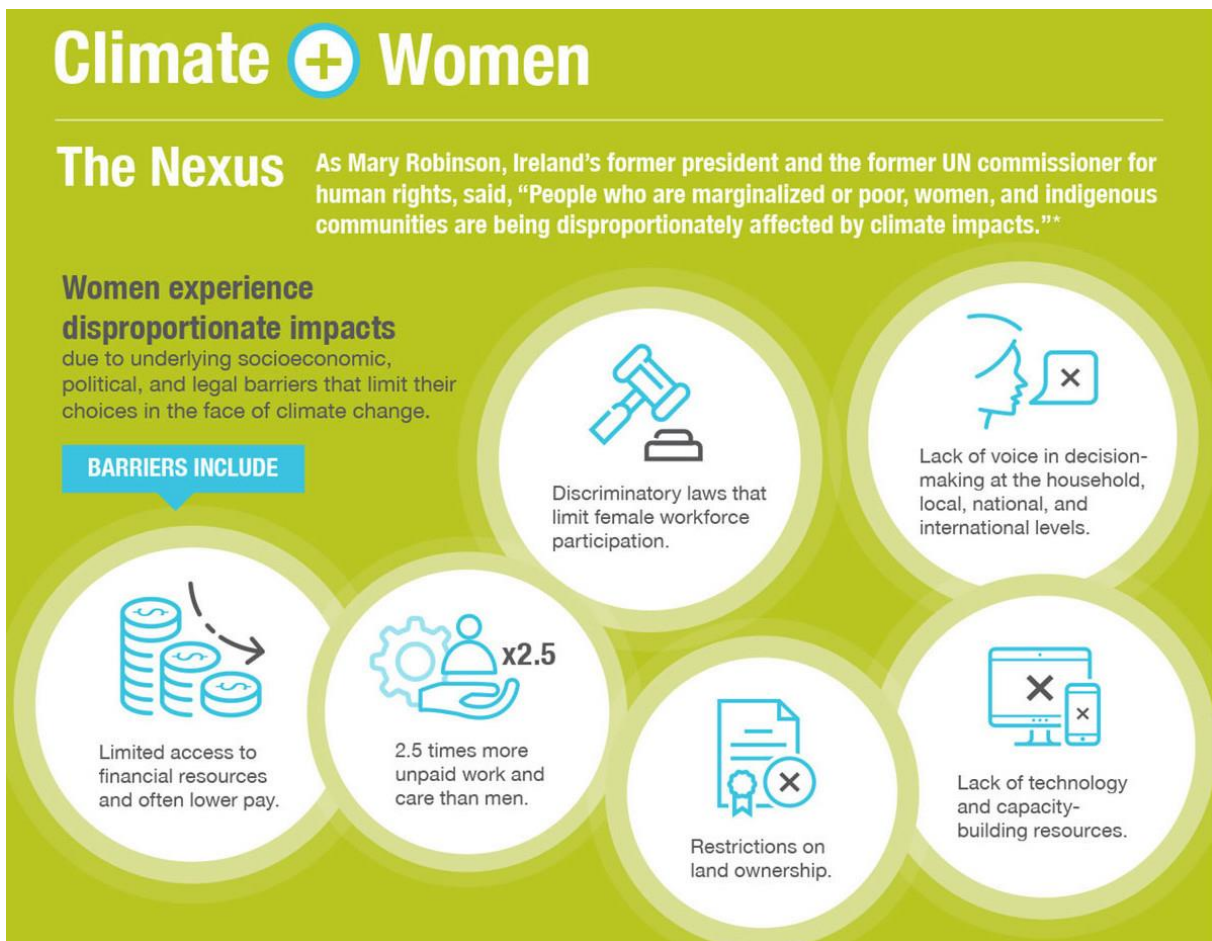 Climate + Women
The Nexus
As Mary Robinson, Ireland's former president and the former UN commissioner for
human rights, said, "People who are marginalized or poor, women, and indigenous
communities are being disproportionately affected by climate impacts."*
Women experience
disproportionate impacts
due to underlying socioeconomic,
political, and legal barriers that limit their
choices in the face of climate change.
BARRIERS INCLUDE
Limited access to
financial resources
and often lower pay.
x2.5
2.5 times more
unpaid work and
care than men.
Discriminatory laws that
limit female workforce
participation.
Restrictions on
land ownership.
Lack of voice in decision-
making at the household,
local, national, and
international levels.
Lack of technology
and capacity-
building resources.